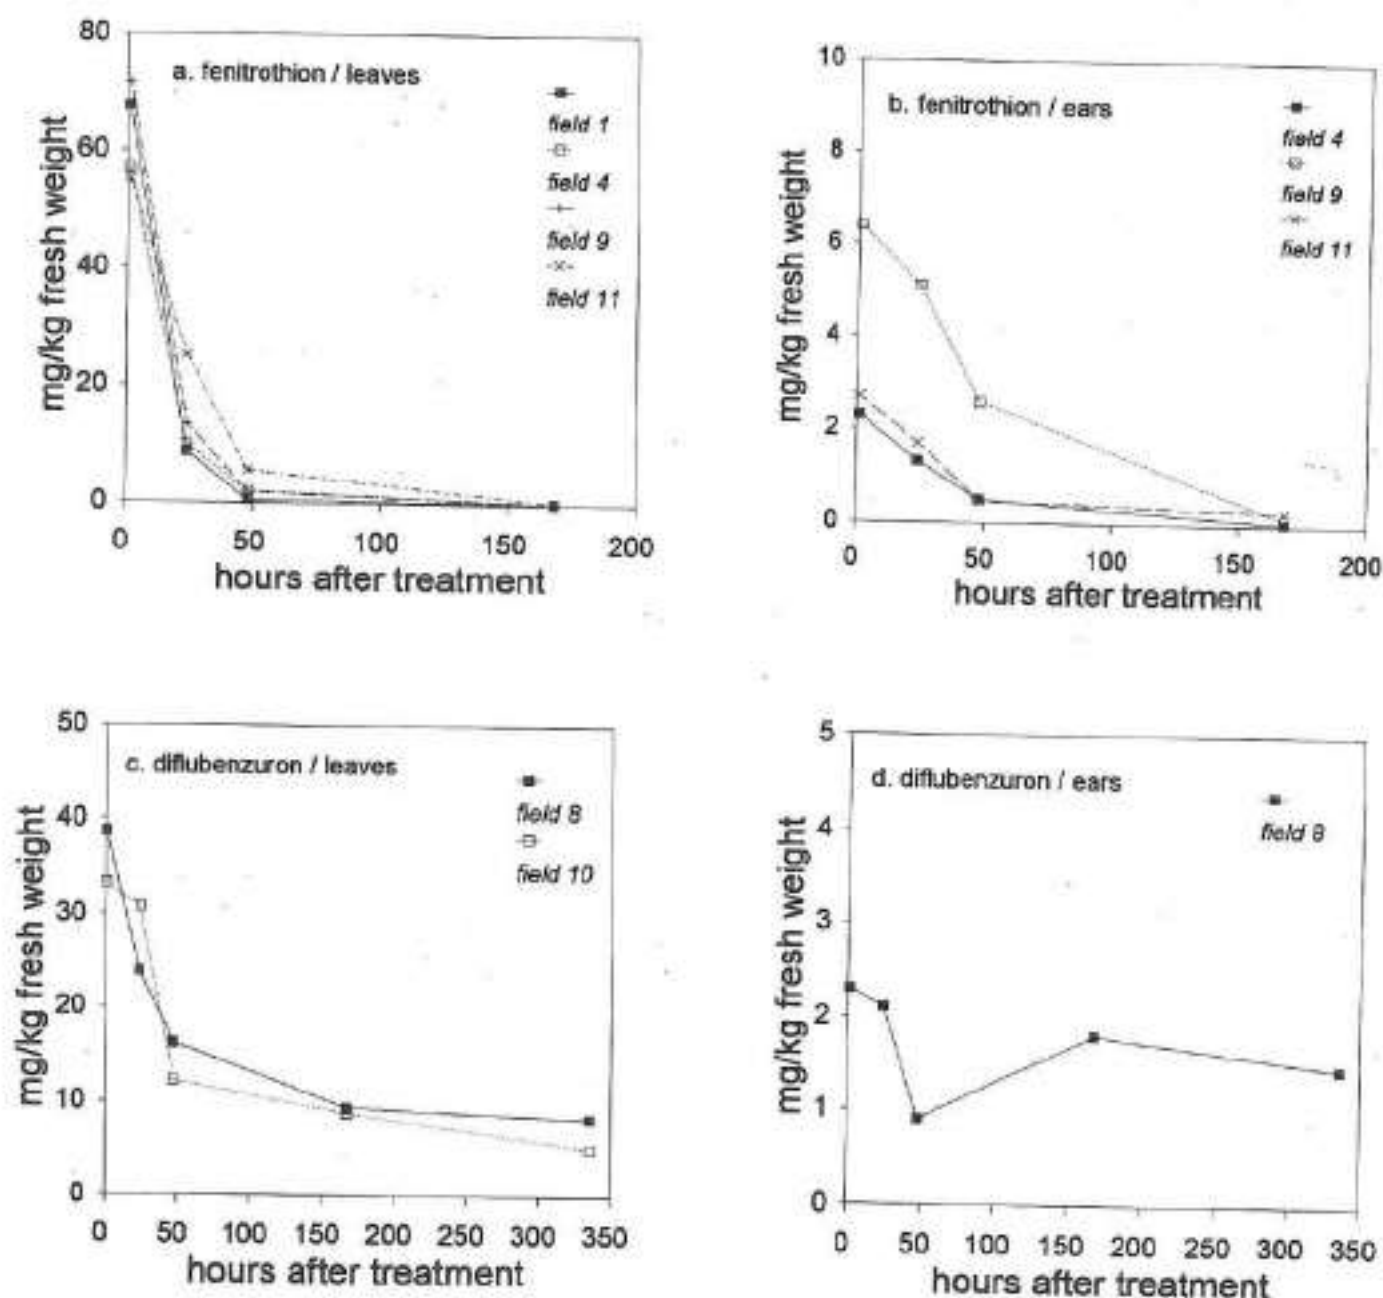 a. fenitrothion / leaves
80
60
40
20
0
mg/kg fresh weight
field 1
field 4
field 9
field 11
0 50 100 150 200
hours after treatment
b. fenitrothion / ears
10
8
6
4
2
0
mg/kg fresh weight
field 4
field 9
field 11
0 50 100 150 200
hours after treatment
c. diflubenzuron / leaves
50
40
30
20
10
0
mg/kg fresh weight
field 8
field 10
0 50 100 150 200 250 300 350
hours after treatment
d. diflubenzuron / ears
5
4
3
2
1
0
mg/kg fresh weight
field 8
0 50 100 150 200 250 300 350
hours after treatment